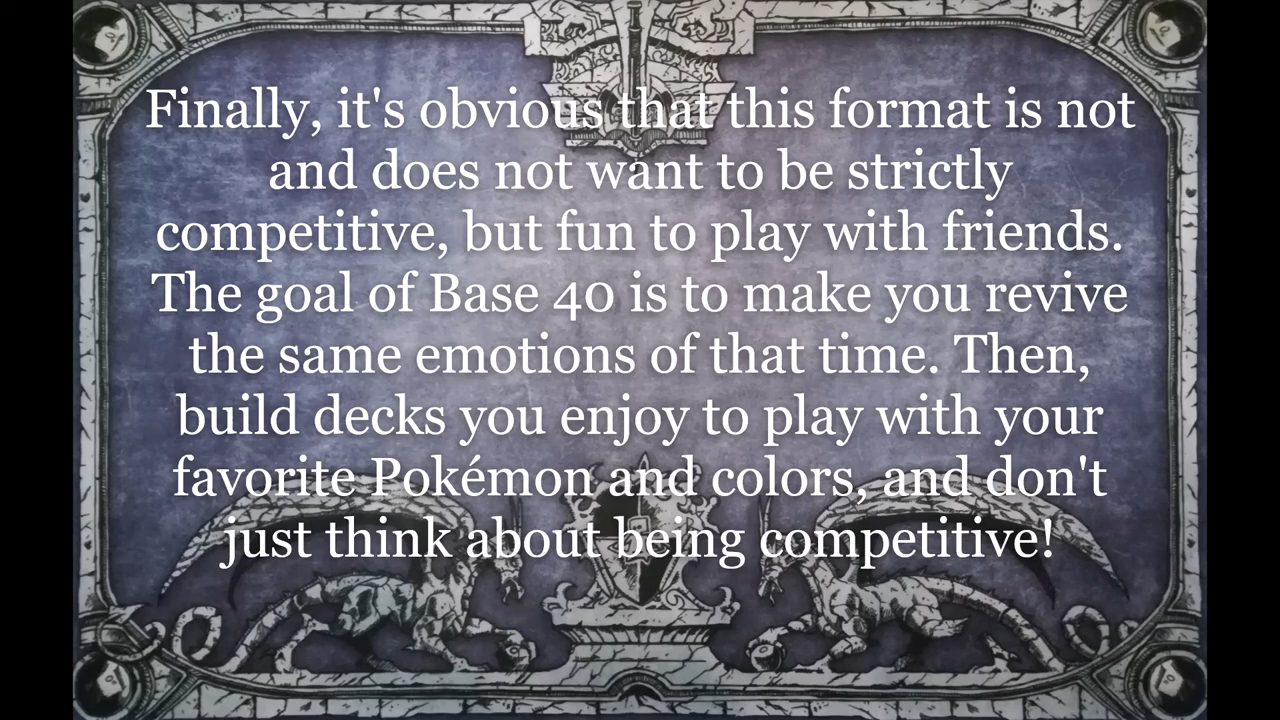 Finally, it's obvious that this format is not
and does not want to be strictly
competitive, but fun to play with friends.
The goal of Base 40 is to make you revive
the same emotions of that time. Then,
build decks you enjoy to play with your
favorite Pokémon and colors, and don't
just think about being competitive!